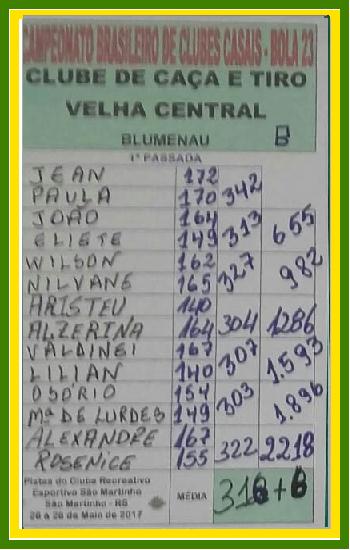 CAMPEONATO BRASILEIRO DE CLUBES CASAIS - BOLA 23
CLUBE DE CAÇA E TIRO
VELHA CENTRAL
BLUMENAU B
1ª PASSADA
JEAN 172
PAULA 170 342
JOÃO 164
ELIETE 149 313 655
WILSON 162
NILVANE 165 327 982
ARISTEU 140
ALZERINA 164 304 1286
VALDINEI 167
LILIAN 140 307 1.593
OSÓRIO 154
Mª DE LURDES 149 303 1.896
ALEXANDRE 167
ROSENICE 155 322 2218
Pistas do Clube Recreativo
Esportivo São Martinho
São Martinho - RS
26 à 28 de Maio de 2017
MÉDIA 316+6